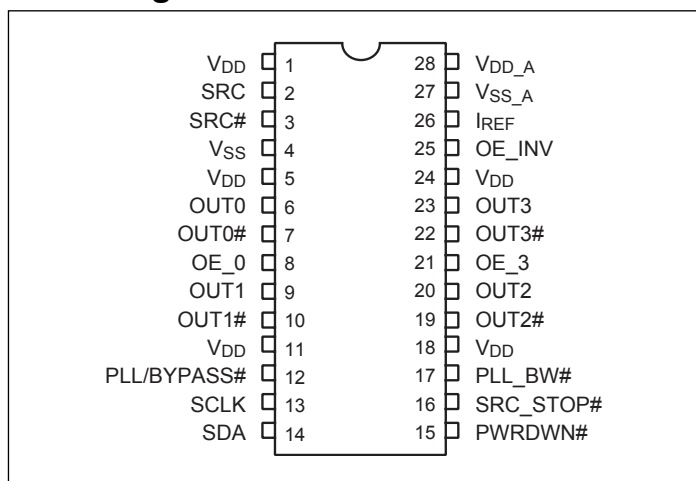 VDD 1 28 VDD_A
SRC 2 27 VSS_A
SRC# 3 26 IREF
VSS 4 25 OE_INV
VDD 5 24 VDD
OUT0 6 23 OUT3
OUT0# 7 22 OUT3#
OE_0 8 21 OE_3
OUT1 9 20 OUT2
OUT1# 10 19 OUT2#
VDD 11 18 VDD
PLL/BYPASS# 12 17 PLL_BW#
SCLK 13 16 SRC_STOP#
SDA 14 15 PWRDWN#